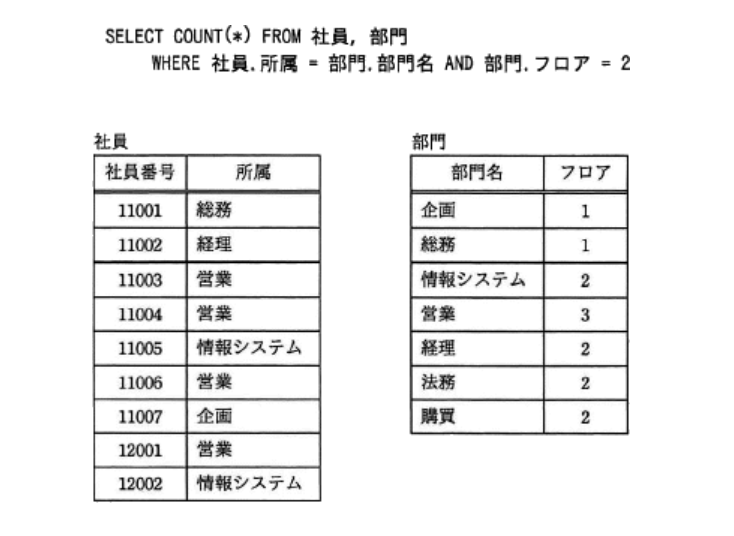 SELECT COUNT(*) FROM 社員, 部門
WHERE 社員.所属 = 部門.部門名 AND 部門.フロア = 2
社員
社員番号 所属
11001 総務
11002 経理
11003 営業
11004 営業
11005 情報システム
11006 営業
11007 企画
12001 営業
12002 情報システム
部門
部門名 フロア
企画 1
総務 1
情報システム 2
営業 3
経理 2
法務 2
購買 2